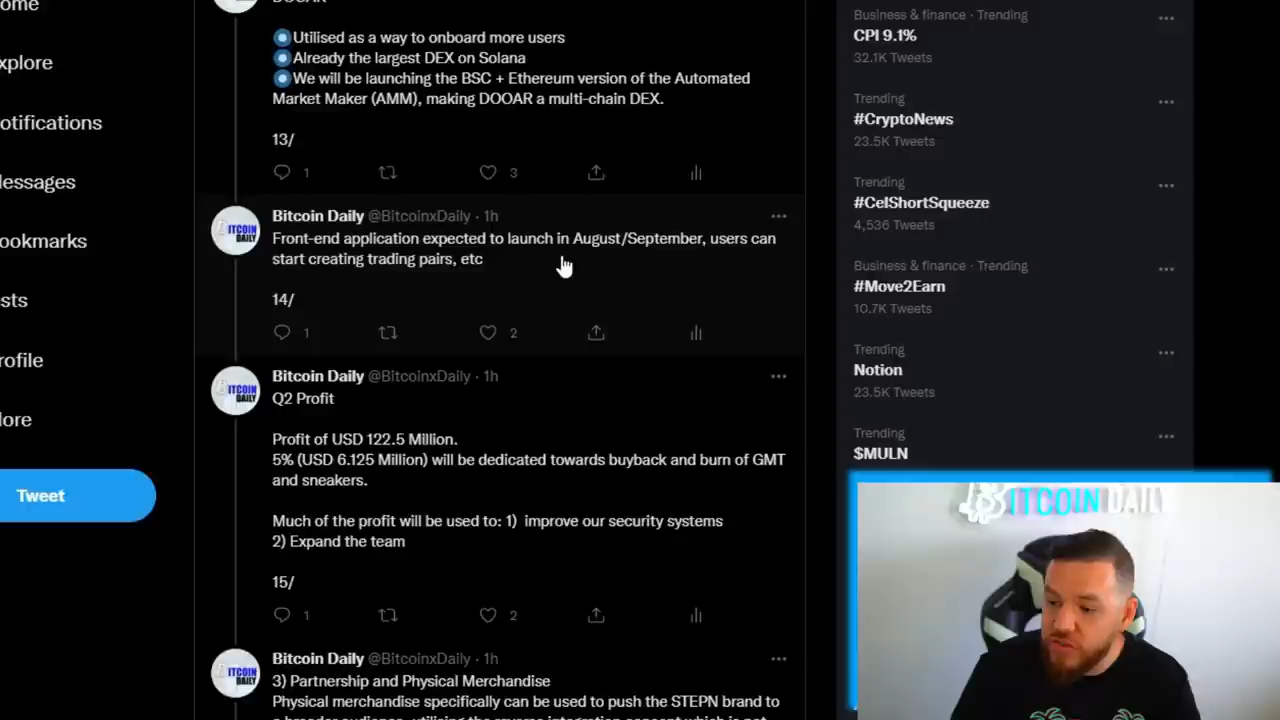 ome
xplore
otifications
lessages
ookmarks
sts
rofile
lore
Tweet
Utilised as a way to onboard more users
Already the largest DEX on Solana
We will be launching the BSC + Ethereum version of the Automated
Market Maker (AMM), making DOOAR a multi-chain DEX.
13/
1
3
Bitcoin Daily @BitcoinxDaily · 1h
Front-end application expected to launch in August/September, users can
start creating trading pairs, etc
14/
1
2
Bitcoin Daily @BitcoinxDaily · 1h
Q2 Profit
Profit of USD 122.5 Million.
5% (USD 6.125 Million) will be dedicated towards buyback and burn of GMT
and sneakers.
Much of the profit will be used to: 1) improve our security systems
2) Expand the team
15/
1
2
Bitcoin Daily @BitcoinxDaily · 1h
3) Partnership and Physical Merchandise
Physical merchandise specifically can be used to push the STEPN brand to
Business & finance · Trending
CPI 9.1%
32.1K Tweets
Trending
#CryptoNews
23.5K Tweets
Trending
#CelShortSqueeze
4,536 Tweets
Business & finance · Trending
#Move2Earn
10.7K Tweets
Trending
Notion
23.5K Tweets
Trending
$MULN
BITCOIN DAILY